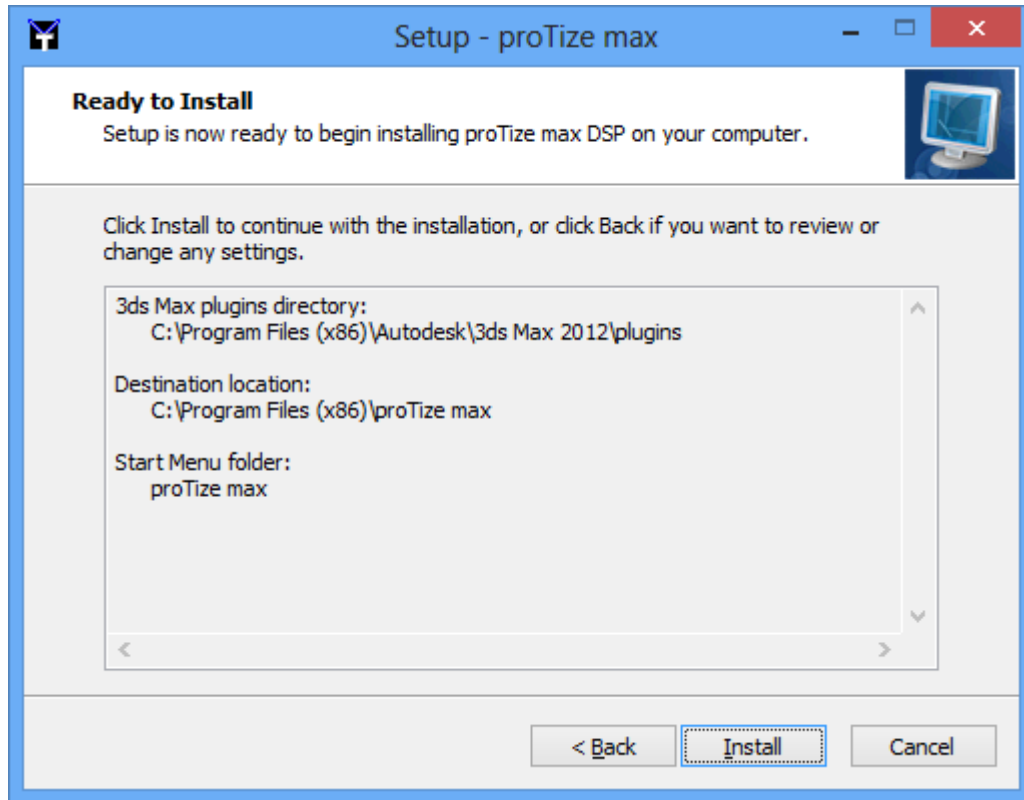 Setup - proTize max
Ready to Install
Setup is now ready to begin installing proTize max DSP on your computer.
Click Install to continue with the installation, or click Back if you want to review or
change any settings.
3ds Max plugins directory:
C:\Program Files (x86)\Autodesk\3ds Max 2012\plugins
Destination location:
C:\Program Files (x86)\proTize max
Start Menu folder:
proTize max
< Back
Install
Cancel